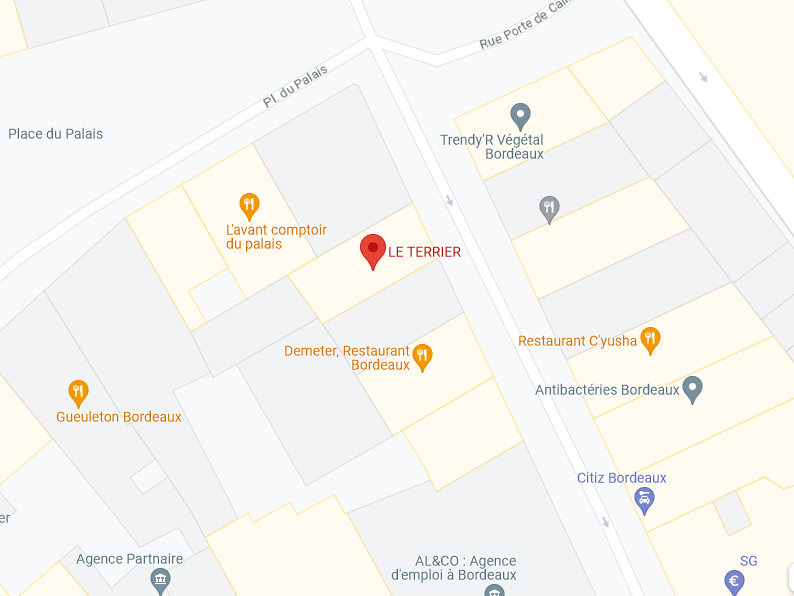 Rue Porte de
Pl. du Palais
Place du Palais
Trendy'R Végétal
Bordeaux
L'avant comptoir
du palais
LE TERRIER
Restaurant C'yusha
Demeter, Restaurant
Bordeaux
Antibactéries Bordeaux
Gueuleton Bordeaux
Citiz Bordeaux
er
Agence Partnaire
AL&CO : Agence
d'emploi à Bordeaux
SG
€